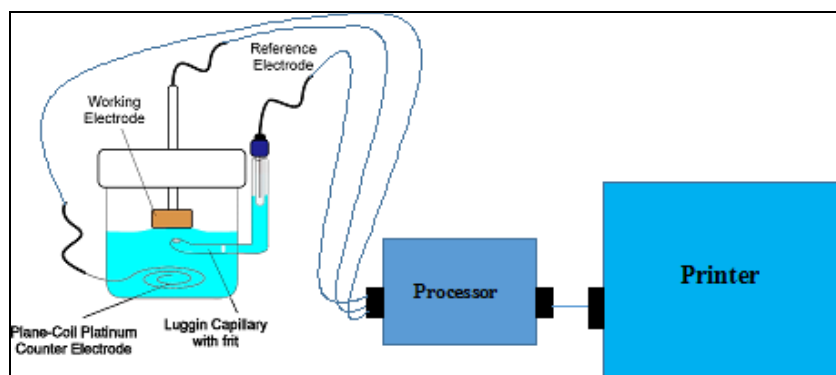 Reference
Electrode
Working
Electrode
Processor
Printer
Plane-Coil Platinum
Counter Electrode
Luggin Capillary
with frit